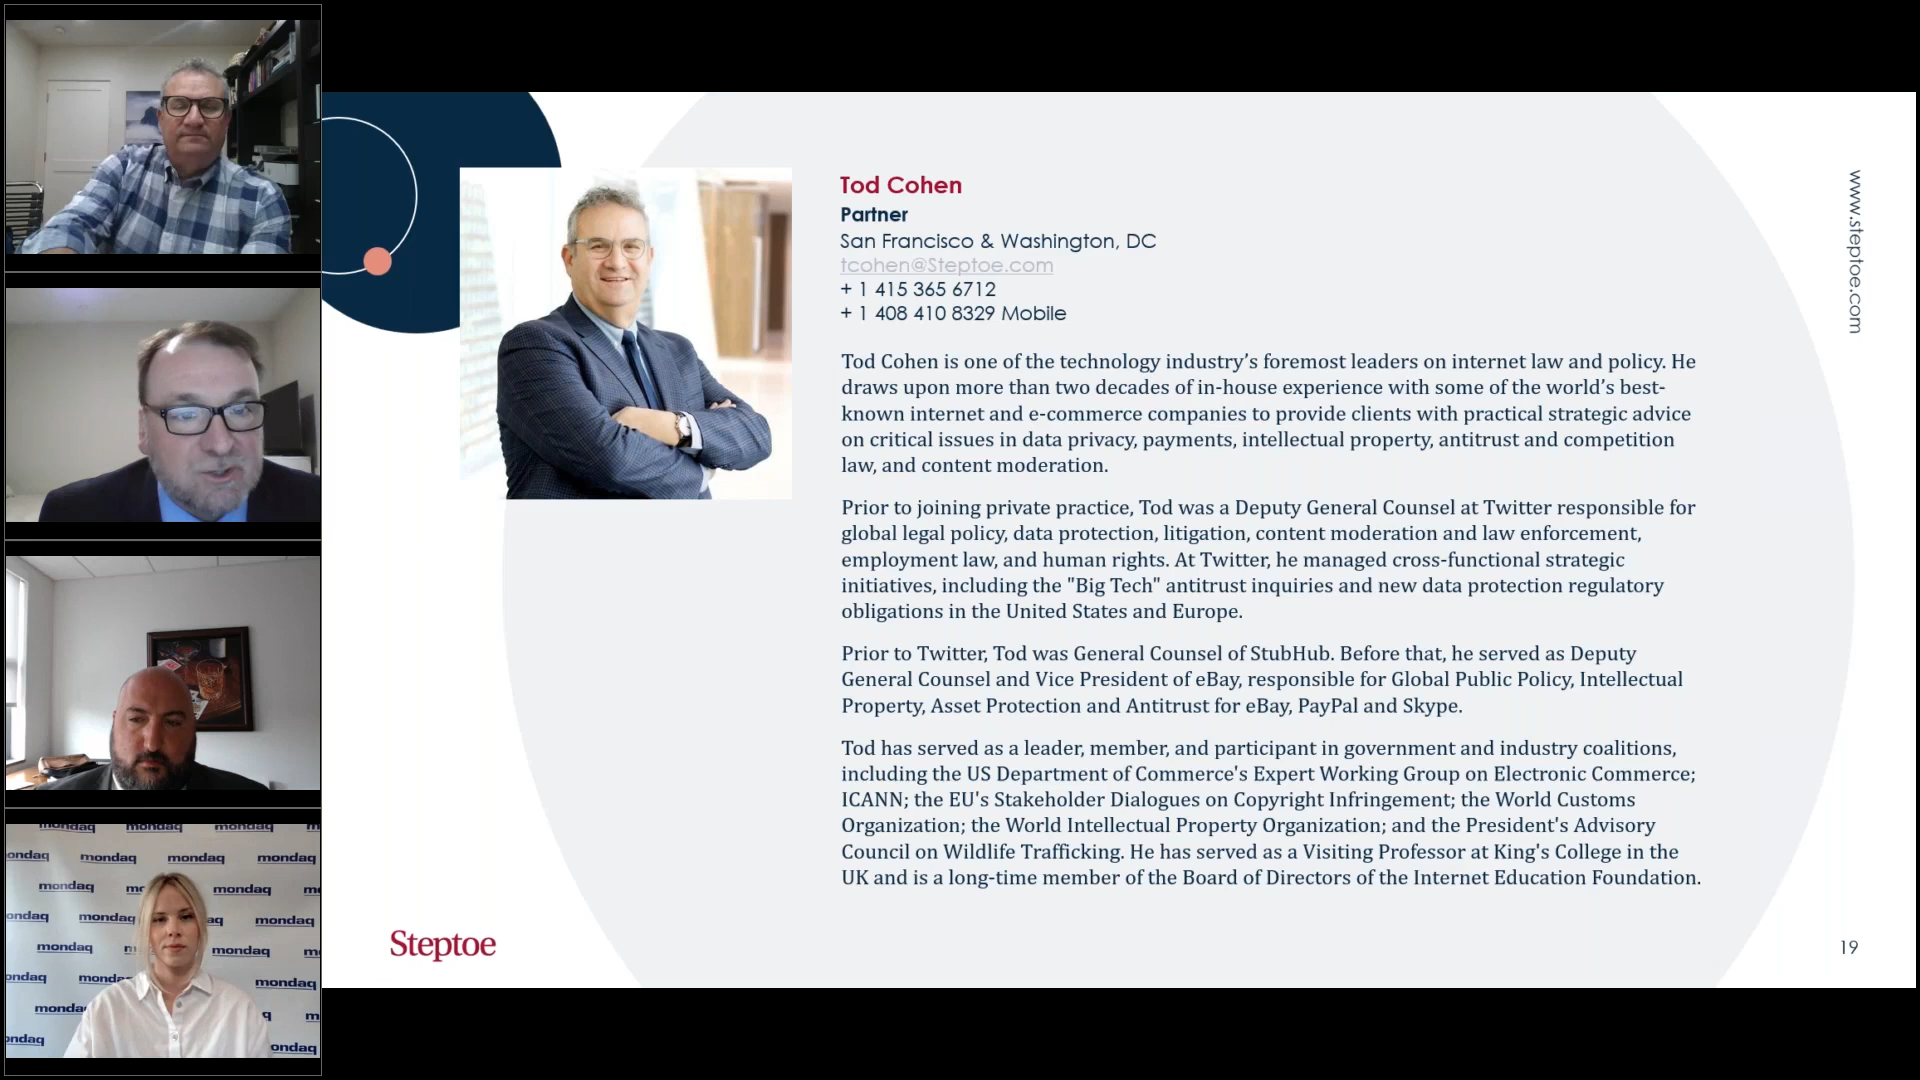 Tod Cohen
Partner
San Francisco & Washington, DC
tcohen@Steptoe.com
+ 1 415 365 6712
+ 1 408 410 8329 Mobile
Tod Cohen is one of the technology industry’s foremost leaders on internet law and policy. He
draws upon more than two decades of in-house experience with some of the world’s best-
known internet and e-commerce companies to provide clients with practical strategic advice
on critical issues in data privacy, payments, intellectual property, antitrust and competition
law, and content moderation.
Prior to joining private practice, Tod was a Deputy General Counsel at Twitter responsible for
global legal policy, data protection, litigation, content moderation and law enforcement,
employment law, and human rights. At Twitter, he managed cross-functional strategic
initiatives, including the "Big Tech" antitrust inquiries and new data protection regulatory
obligations in the United States and Europe.
Prior to Twitter, Tod was General Counsel of StubHub. Before that, he served as Deputy
General Counsel and Vice President of eBay, responsible for Global Public Policy, Intellectual
Property, Asset Protection and Antitrust for eBay, PayPal and Skype.
Tod has served as a leader, member, and participant in government and industry coalitions,
including the US Department of Commerce's Expert Working Group on Electronic Commerce;
ICANN; the EU's Stakeholder Dialogues on Copyright Infringement; the World Customs
Organization; the World Intellectual Property Organization; and the President's Advisory
Council on Wildlife Trafficking. He has served as a Visiting Professor at King's College in the
UK and is a long-time member of the Board of Directors of the Internet Education Foundation.
www.steptoe.com
Steptoe
19
mondaq mondaq mondaq
mondaq mondaq mondaq
mondaq mondaq
mondaq mondaq
mondaq mondaq
mondaq